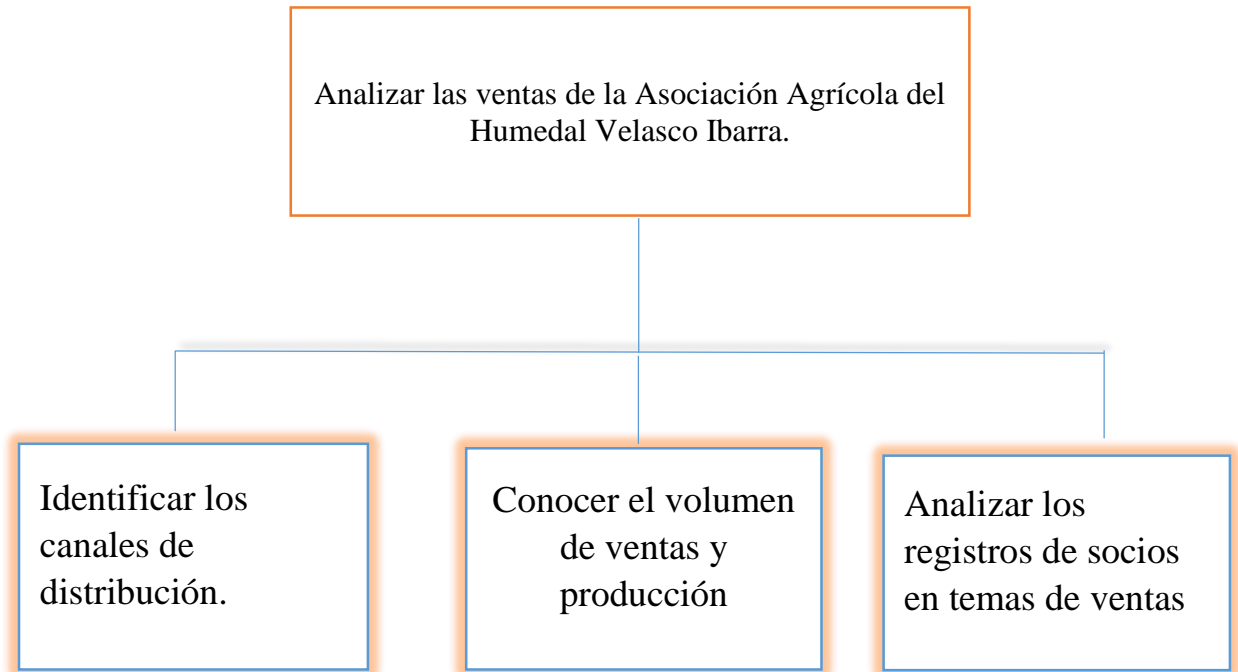 Analizar las ventas de la Asociación Agrícola del
Humedal Velasco Ibarra.
Identificar los
canales de
distribución.
Conocer el volumen
de ventas y
producción
Analizar los
registros de socios
en temas de ventas